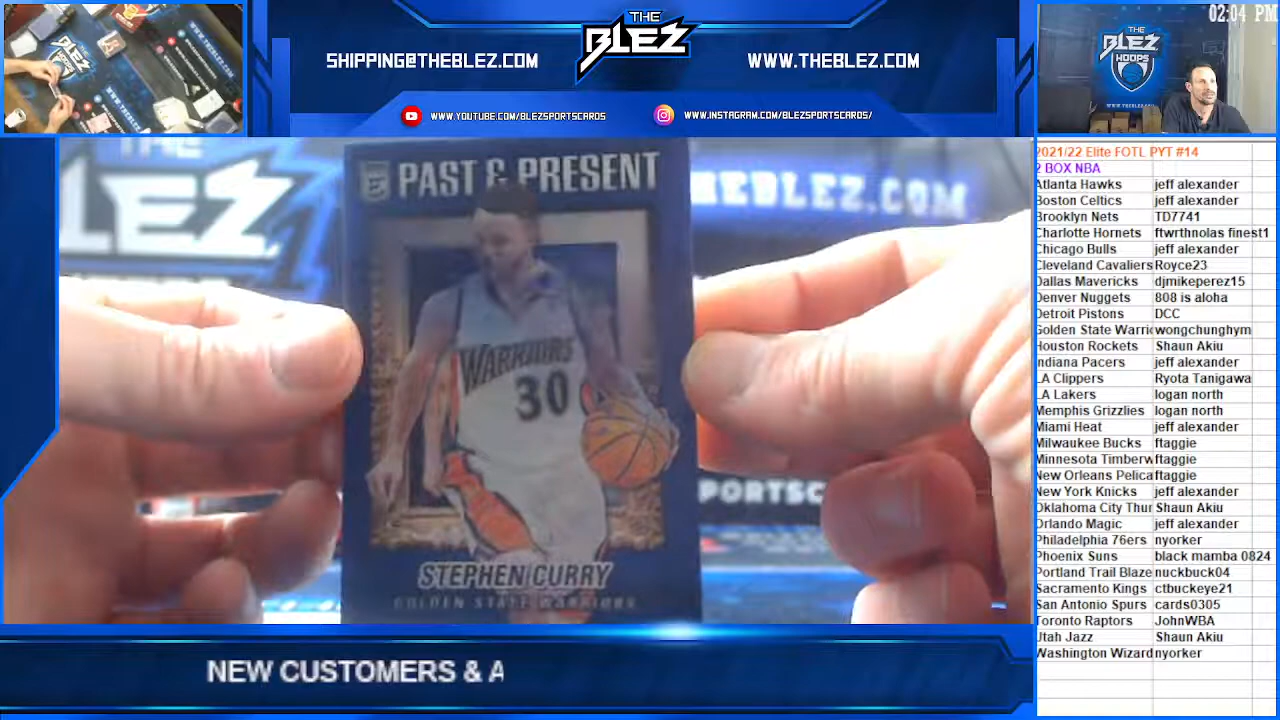 02:04 PM
THE
BLEZ
SHIPPING@THEBLEZ.COM
WWW.THEBLEZ.COM
WWW.YOUTUBE.COM/BLEZSPORTSCARDS
WWW.INSTAGRAM.COM/BLEZSPORTSCARDS/
THE
BLEZ
HOOPS
PAST & PRESENT
HEBLEZ.COM
LEZ
WARRIORS
30
PORTSC
STEPHEN CURRY
GOLDEN STATE WARRIORS
NEW CUSTOMERS & A
2021/22 Elite FOTL PYT #14
2 BOX NBA
Atlanta Hawks jeff alexander
Boston Celtics jeff alexander
Brooklyn Nets TD7741
Charlotte Hornets ftwrthnolas finest1
Chicago Bulls jeff alexander
Cleveland Cavaliers Royce23
Dallas Mavericks djmikeperez15
Denver Nuggets 808 is aloha
Detroit Pistons DCC
Golden State Warric wongchunghym
Houston Rockets Shaun Akiu
Indiana Pacers jeff alexander
LA Clippers Ryota Tanigawa
LA Lakers logan north
Memphis Grizzlies logan north
Miami Heat jeff alexander
Milwaukee Bucks ftaggie
Minnesota Timberw ftaggie
New Orleans Pelica ftaggie
New York Knicks jeff alexander
Oklahoma City Thur Shaun Akiu
Orlando Magic jeff alexander
Philadelphia 76ers nyorker
Phoenix Suns black mamba 0824
Portland Trail Blaze nuckbuck04
Sacramento Kings ctbuckeye21
San Antonio Spurs cards0305
Toronto Raptors JohnWBA
Utah Jazz Shaun Akiu
Washington Wizard nyorker